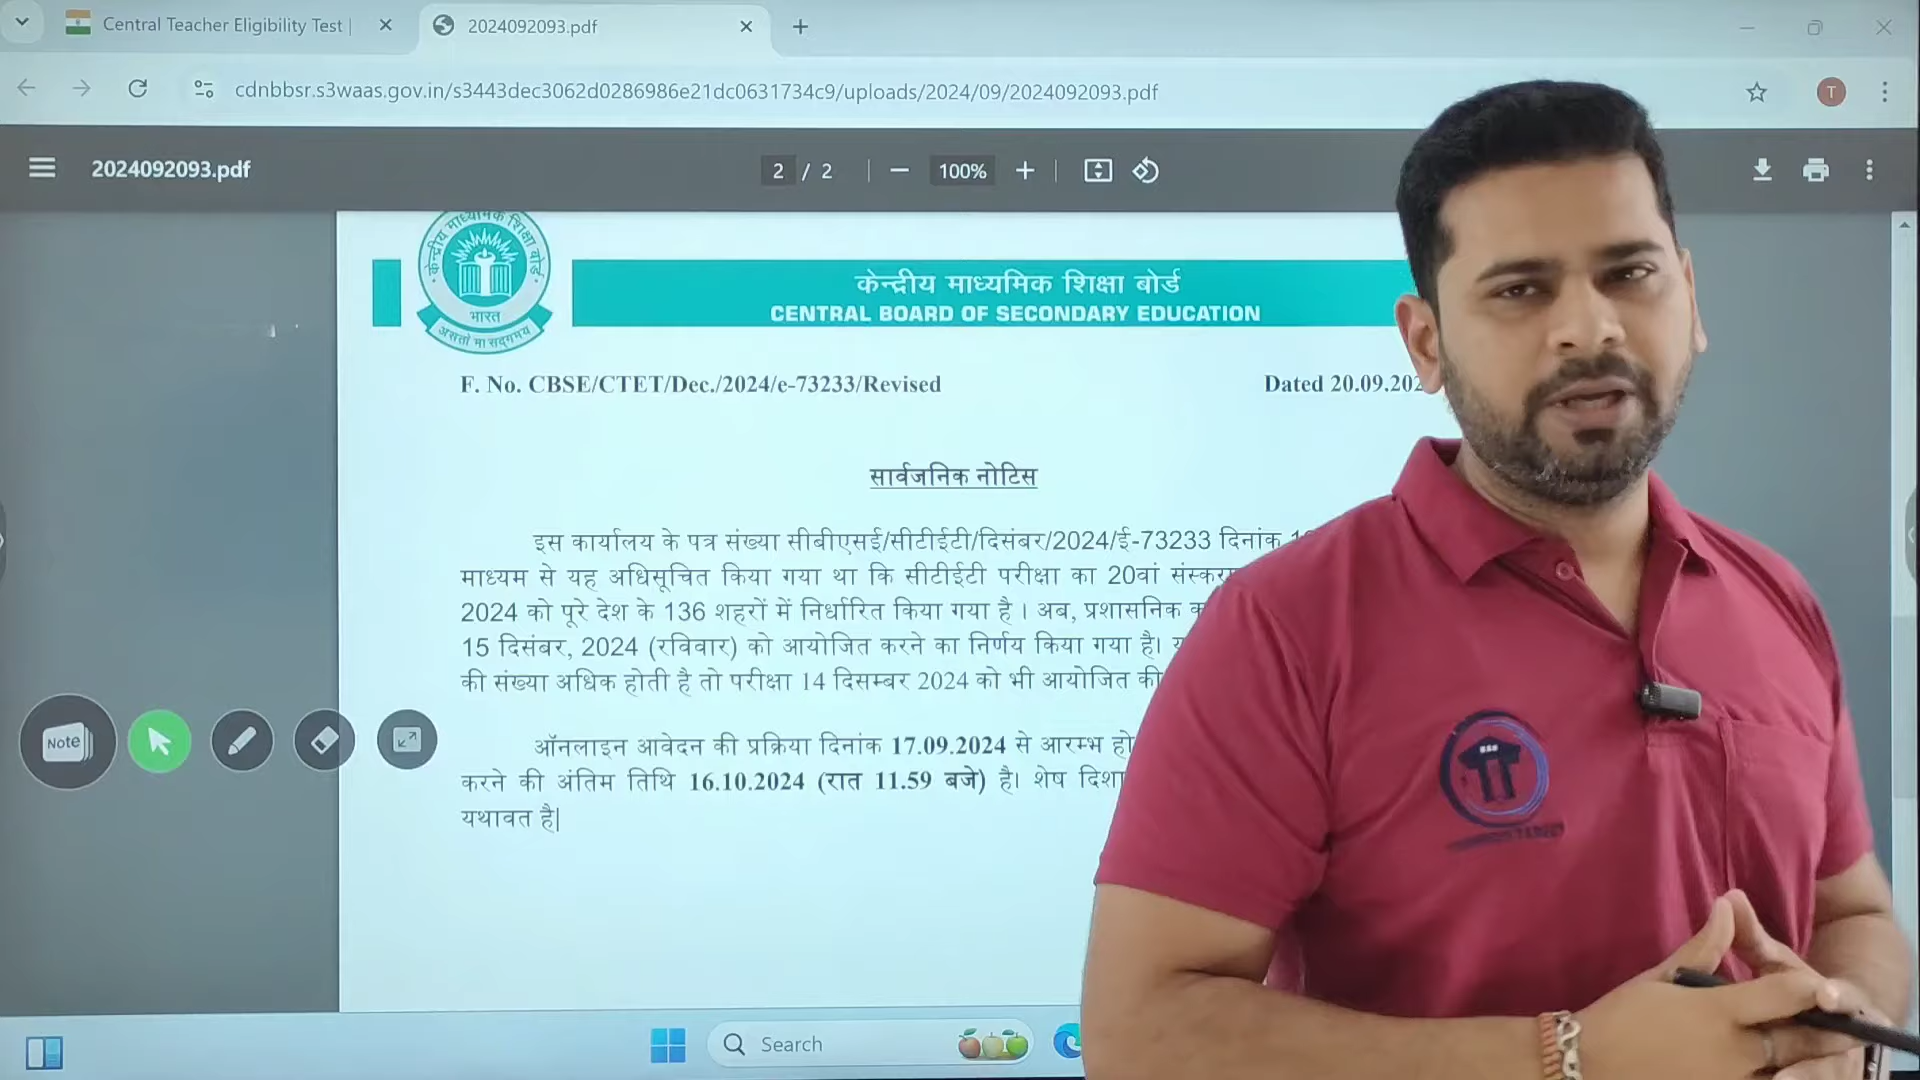 Central Teacher Eligibility Test |
2024092093.pdf
cdnbbsr.s3waas.gov.in/s3443dec3062d0286986e21dc0631734c9/uploads/2024/09/2024092093.pdf
T
2024092093.pdf
2 / 2
100%
केन्द्रीय माध्यमिक शिक्षा बोर्ड
भारत
असतो मा सद्गमय
केन्द्रीय माध्यमिक शिक्षा बोर्ड
CENTRAL BOARD OF SECONDARY EDUCATION
F. No. CBSE/CTET/Dec./2024/e-73233/Revised
Dated 20.09.202
सार्वजनिक नोटिस
इस कार्यालय के पत्र संख्या सीबीएसई/सीटीईटी/दिसंबर/2024/ई-73233 दिनांक
माध्यम से यह अधिसूचित किया गया था कि सीटीईटी परीक्षा का 20वां
2024 को पूरे देश के 136 शहरों में निर्धारित किया गया है। अब, प्रशासनिक
15 दिसंबर, 2024 (रविवार) को आयोजित करने का निर्णय किया गया है।
की संख्या अधिक होती है तो परीक्षा 14 दिसम्बर 2024 को भी आयोजित की
ऑनलाइन आवेदन की प्रक्रिया दिनांक 17.09.2024 से आरम्भ हो
करने की अंतिम तिथि 16.10.2024 (रात 11.59 बजे) है। शेष
यथावत है|
Note
Search